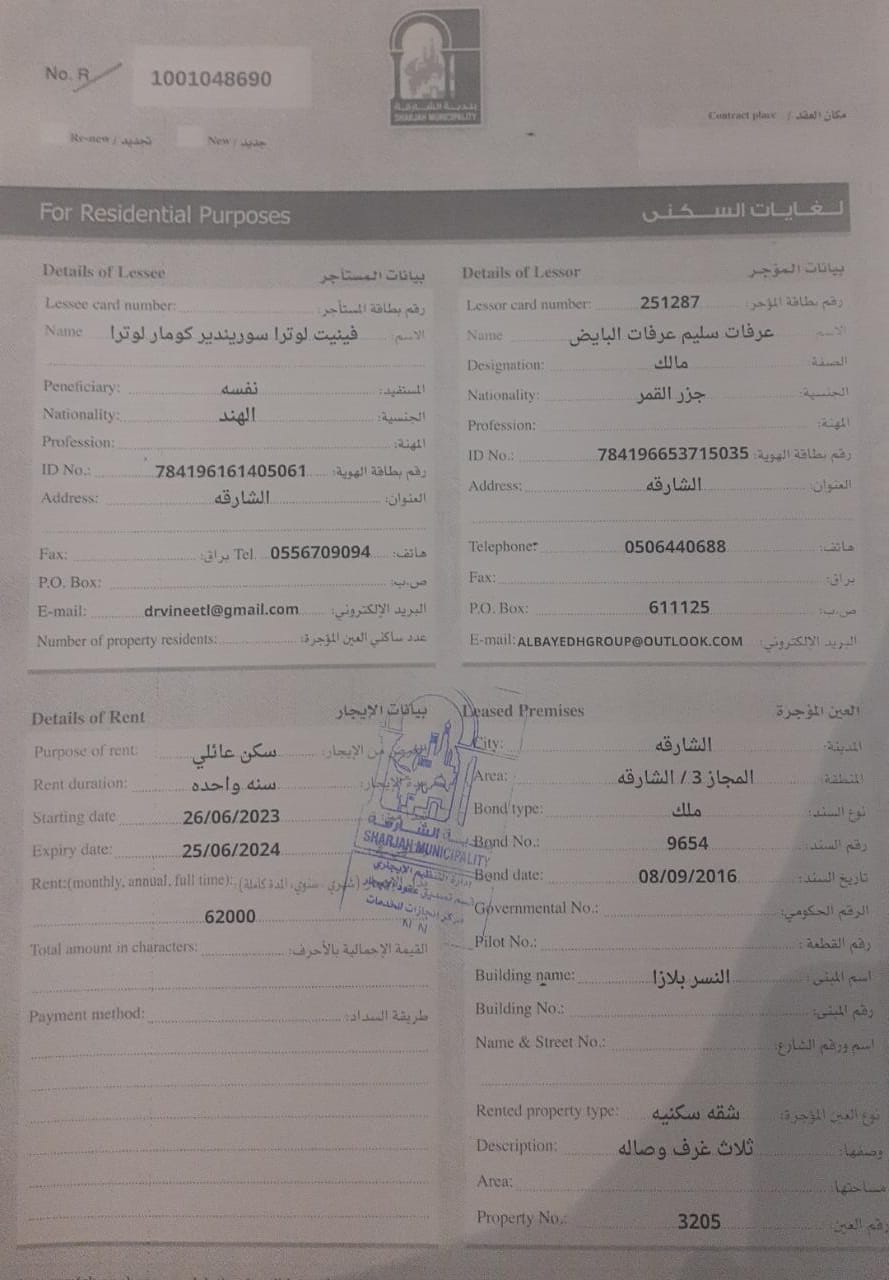 No. R
1001048690
بلدية الشارقة
SHARJAH MUNICIPALITY
Contract place / مكان العقد
Re-new / تجديد New / جديد
For Residential Purposes
لغايات السكنى
Details of Lessee بيانات المستأجر
Lessee card number: رقم بطاقة المستأجر:
Name فينيت لوترا سوريندير كومار لوترا الاسم:
Peneficiary: نفسه المستفيد:
Nationality: الهند الجنسية:
Profession: المهنة:
ID No.: 784196161405061 رقم بطاقة الهوية:
Address: الشارقه العنوان:
Fax: براق: Tel 0556709094 هاتف:
P.O. Box: ص.ب:
E-mail: drvineetl@gmail.com البريد الإلكتروني:
Number of property residents: عدد ساكني العين المؤجرة:
Details of Lessor بيانات المؤجر
Lessor card number: 251287 رقم بطاقة المؤجر:
Name عرفات سليم عرفات البايض الاسم
Designation: مالك الصفة:
Nationality: جزر القمر الجنسية:
Profession: المهنة:
ID No.: 784196653715035 رقم بطاقة الهوية:
Address: الشارقه العنوان:
Telephone: 0506440688 هاتف:
Fax: براق:
P.O. Box: 611125 ص.ب:
E-mail: ALBAYEDHGROUP@OUTLOOK.COM البريد الإلكتروني:
Details of Rent بيانات الإيجار
Purpose of rent: سكن عائلي من الإيجار:
Rent duration: سنه واحده الإيجار:
Starting date 26/06/2023
Expiry date: 25/06/2024
Rent:(monthly, annual, full time): (شهري، سنوي، المدة كاملة)
62000
Total amount in characters: القيمة الإجمالية بالأحرف:
Payment method: طريقة السداد:
SHARJAH MUNICIPALITY
Leased Premises العين المؤجرة
City: الشارقه المدينة:
Area: المجاز 3 / الشارقه المنطقة:
Bond type: ملك نوع السند:
Bond No.: 9654 رقم السند:
Bond date: 08/09/2016 تاريخ السند:
Governmental No.: الرقم الحكومي:
Pilot No.: رقم القطعة :
Building name: النسر بلازا اسم المبنى :
Building No.: رقم المبنى:
Name & Street No.: اسم ورقم الشارع:
Rented property type: شقه سكنيه نوع العين المؤجرة:
Description: ثلاث غرف وصاله وصفها:
Area: مساحتها:
Property No.: 3205 رقم العين: